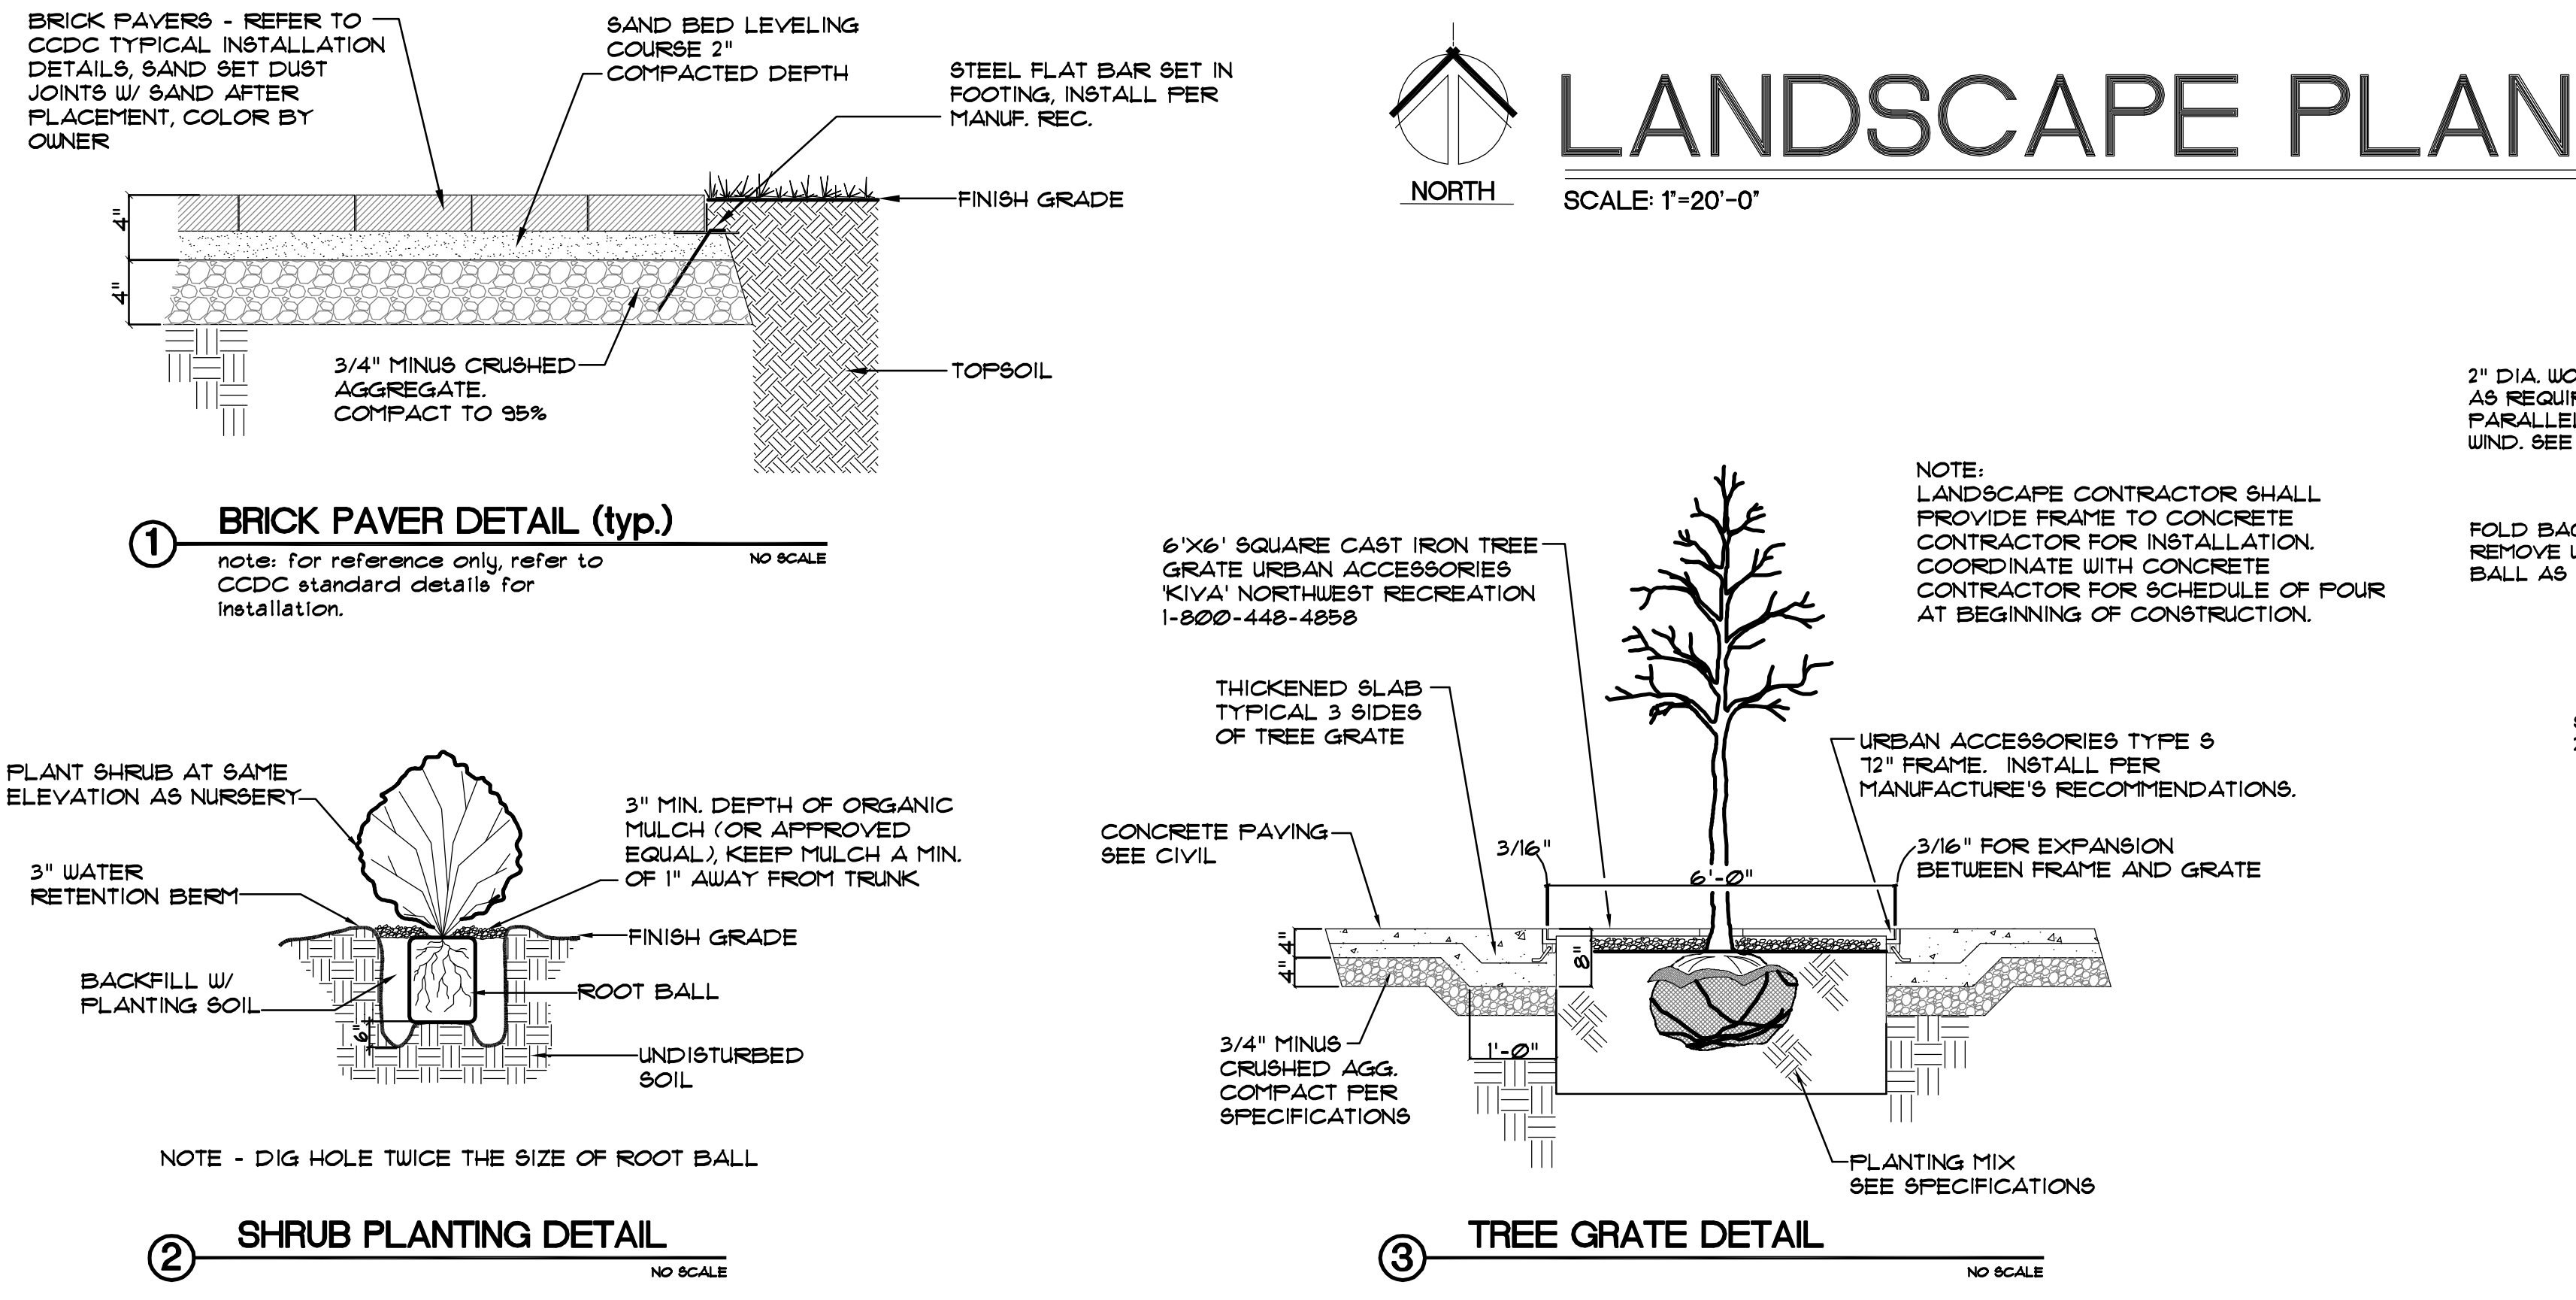 BRICK PAVERS - REFER TO
CCDC TYPICAL INSTALLATION
DETAILS, SAND SET DUST
JOINTS W/ SAND AFTER
PLACEMENT, COLOR BY
OWNER
SAND BED LEVELING
COURSE 2"
COMPACTED DEPTH
STEEL FLAT BAR SET IN
FOOTING, INSTALL PER
MANUF. REC.
FINISH GRADE
4"
4"
3/4" MINUS CRUSHED
AGGREGATE.
COMPACT TO 95%
TOPSOIL
1
BRICK PAVER DETAIL (typ.)
NO SCALE
note: for reference only, refer to
CCDC standard details for
installation.
NORTH
LANDSCAPE PLAN
SCALE: 1"=20'-0"
PLANT SHRUB AT SAME
ELEVATION AS NURSERY
3" WATER
RETENTION BERM
3" MIN. DEPTH OF ORGANIC
MULCH (OR APPROVED
EQUAL), KEEP MULCH A MIN.
OF 1" AWAY FROM TRUNK
FINISH GRADE
BACKFILL W/
PLANTING SOIL
ROOT BALL
6"
UNDISTURBED
SOIL
NOTE - DIG HOLE TWICE THE SIZE OF ROOT BALL
2
SHRUB PLANTING DETAIL
NO SCALE
NOTE:
LANDSCAPE CONTRACTOR SHALL
PROVIDE FRAME TO CONCRETE
CONTRACTOR FOR INSTALLATION.
COORDINATE WITH CONCRETE
CONTRACTOR FOR SCHEDULE OF POUR
AT BEGINNING OF CONSTRUCTION.
6'X6' SQUARE CAST IRON TREE
GRATE URBAN ACCESSORIES
'KIVA' NORTHWEST RECREATION
1-800-448-4858
THICKENED SLAB
TYPICAL 3 SIDES
OF TREE GRATE
URBAN ACCESSORIES TYPE S
72" FRAME. INSTALL PER
MANUFACTURE'S RECOMMENDATIONS.
CONCRETE PAVING
SEE CIVIL
3/16"
3/16" FOR EXPANSION
BETWEEN FRAME AND GRATE
6'-0"
4"
4"
8"
1'-0"
3/4" MINUS
CRUSHED AGG.
COMPACT PER
SPECIFICATIONS
PLANTING MIX
SEE SPECIFICATIONS
3
TREE GRATE DETAIL
NO SCALE
2" DIA.
AS
WIND. SEE
FOLD
REMOVE
BALL AS